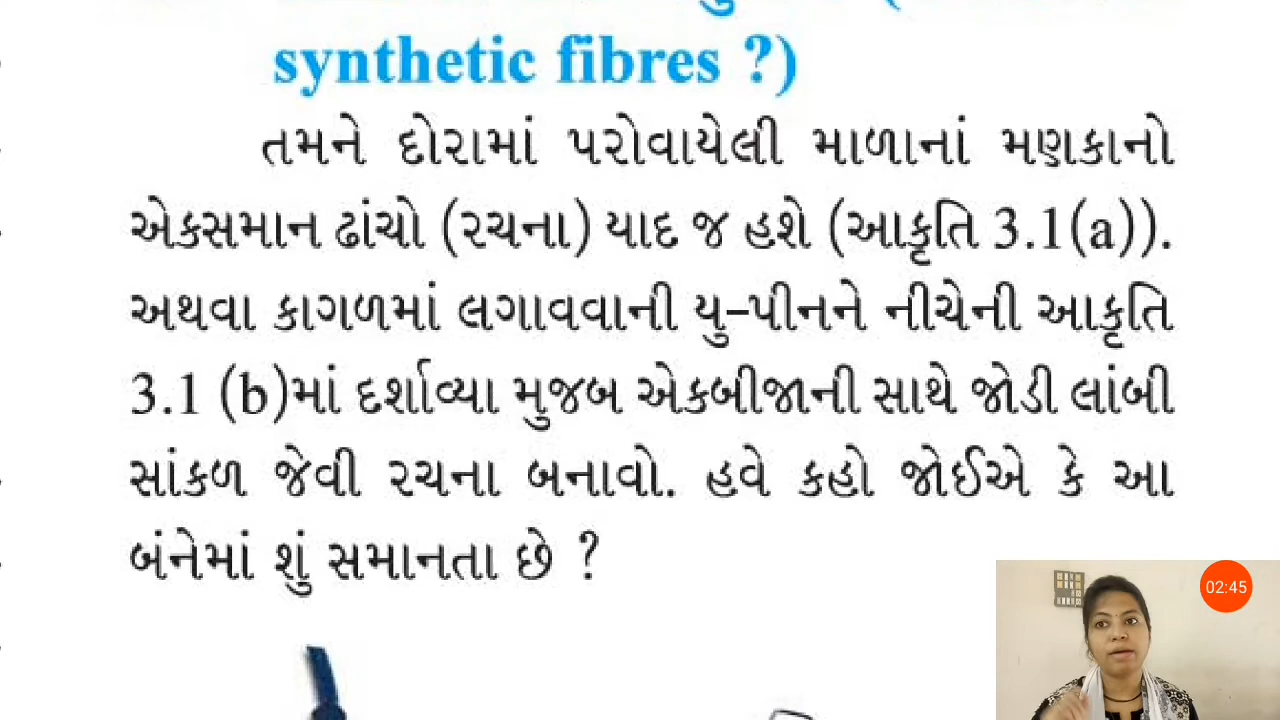 synthetic fibres ?)
તમને દોરામાં પરોવાયેલી માળાનાં મણકાનો
એકસમાન ઢાંચો (રચના) યાદ જ હશે (આકૃતિ 3.1(a)).
અથવા કાગળમાં લગાવવાની યુ-પીનને નીચેની આકૃતિ
3.1 (b)માં દર્શાવ્યા મુજબ એકબીજાની સાથે જોડી લાંબી
સાંકળ જેવી રચના બનાવો. હવે કહો જોઈએ કે આ
બંનેમાં શું સમાનતા છે ?
02:45